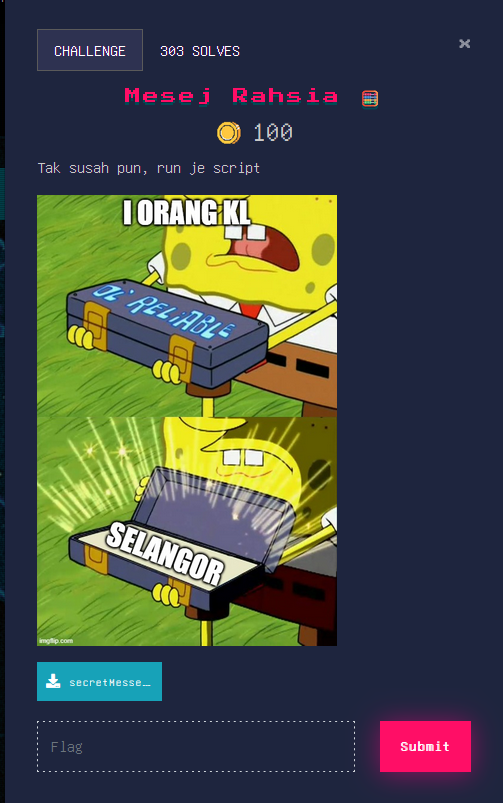 CHALLENGE 303 SOLVES ×
Mesej Rahsia
100
Tak susah pun, run je script
I ORANG KL
OL' RELIABLE
SELANGOR
imgflip.com
secretMesse…
Flag
Submit